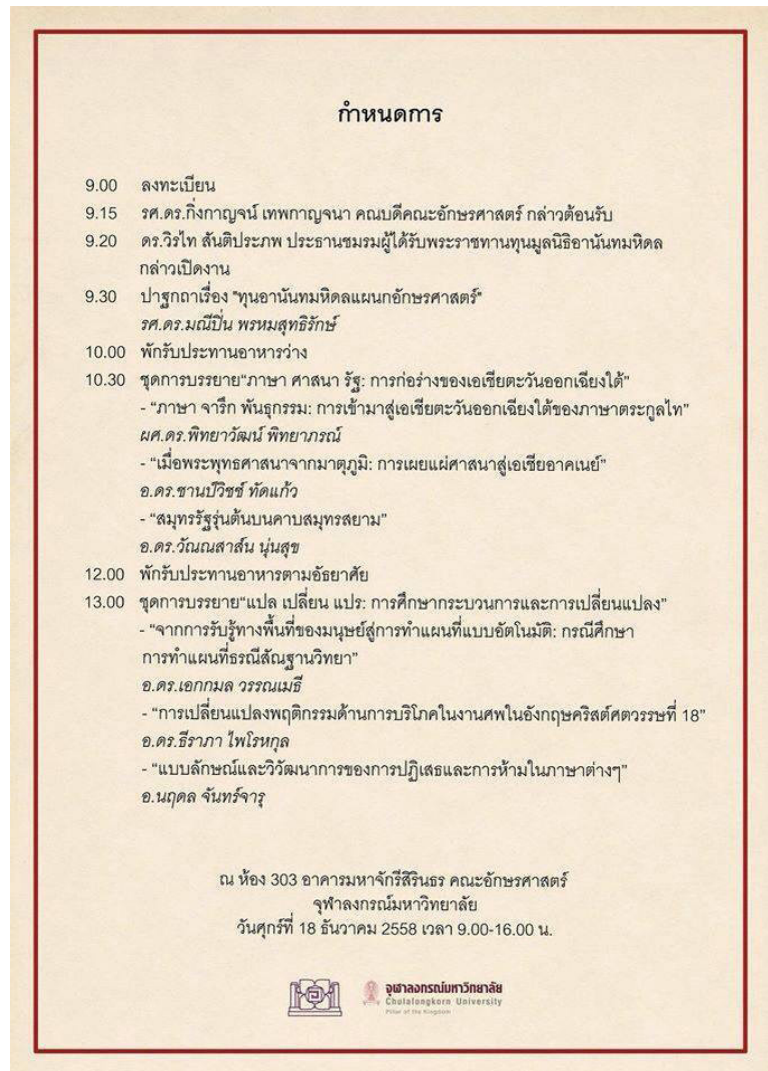 กำหนดการ
9.00 ลงทะเบียน
9.15 รศ.ดร.กิ่งกาญจน์ เทพกาญจนา คณบดีคณะอักษรศาสตร์ กล่าวต้อนรับ
9.20 ดร.วิรไท สันติประภพ ประธานชมรมผู้ได้รับพระราชทานทุนมูลนิธิอานันทมหิดล
กล่าวเปิดงาน
9.30 ปาฐกถาเรื่อง "ทุนอานันทมหิดลแผนกอักษรศาสตร์"
รศ.ดร.มณีปิ่น พรหมสุทธิรักษ์
10.00 พักรับประทานอาหารว่าง
10.30 ชุดการบรรยาย“ภาษา ศาสนา รัฐ: การก่อร่างของเอเชียตะวันออกเฉียงใต้”
- “ภาษา จารึก พันธุกรรม: การเข้ามาสู่เอเชียตะวันออกเฉียงใต้ของภาษาตระกูลไท”
ผศ.ดร.พิทยาวัฒน์ พิทยาภรณ์
- “เมื่อพระพุทธศาสนาจากมาตุภูมิ: การเผยแผ่ศาสนาสู่เอเชียอาคเนย์”
อ.ดร.ชานป์วิชช์ ทัดแก้ว
- “สมุทรรัฐรุ่นต้นบนคาบสมุทรสยาม”
อ.ดร.วัณณสาส์น นุ่นสุข
12.00 พักรับประทานอาหารตามอัธยาศัย
13.00 ชุดการบรรยาย“แปล เปลี่ยน แปร: การศึกษากระบวนการและการเปลี่ยนแปลง”
- “จากการรับรู้ทางพื้นที่ของมนุษย์สู่การทำแผนที่แบบอัตโนมัติ: กรณีศึกษา
การทำแผนที่ธรณีสัณฐานวิทยา”
อ.ดร.เอกกมล วรรณเมธี
- “การเปลี่ยนแปลงพฤติกรรมด้านการบริโภคในงานศพในอังกฤษคริสต์ศตวรรษที่ 18”
อ.ดร.ธีราภา ไพโรหกุล
- “แบบลักษณ์และวิวัฒนาการของการปฏิเสธและการห้ามในภาษาต่างๆ”
อ.นฤดล จันทร์จารุ
ณ ห้อง 303 อาคารมหาจักรีสิรินธร คณะอักษรศาสตร์
จุฬาลงกรณ์มหาวิทยาลัย
วันศุกร์ที่ 18 ธันวาคม 2558 เวลา 9.00-16.00 น.
จุฬาลงกรณ์มหาวิทยาลัย
Chulalongkorn University
Pillar of the Kingdom